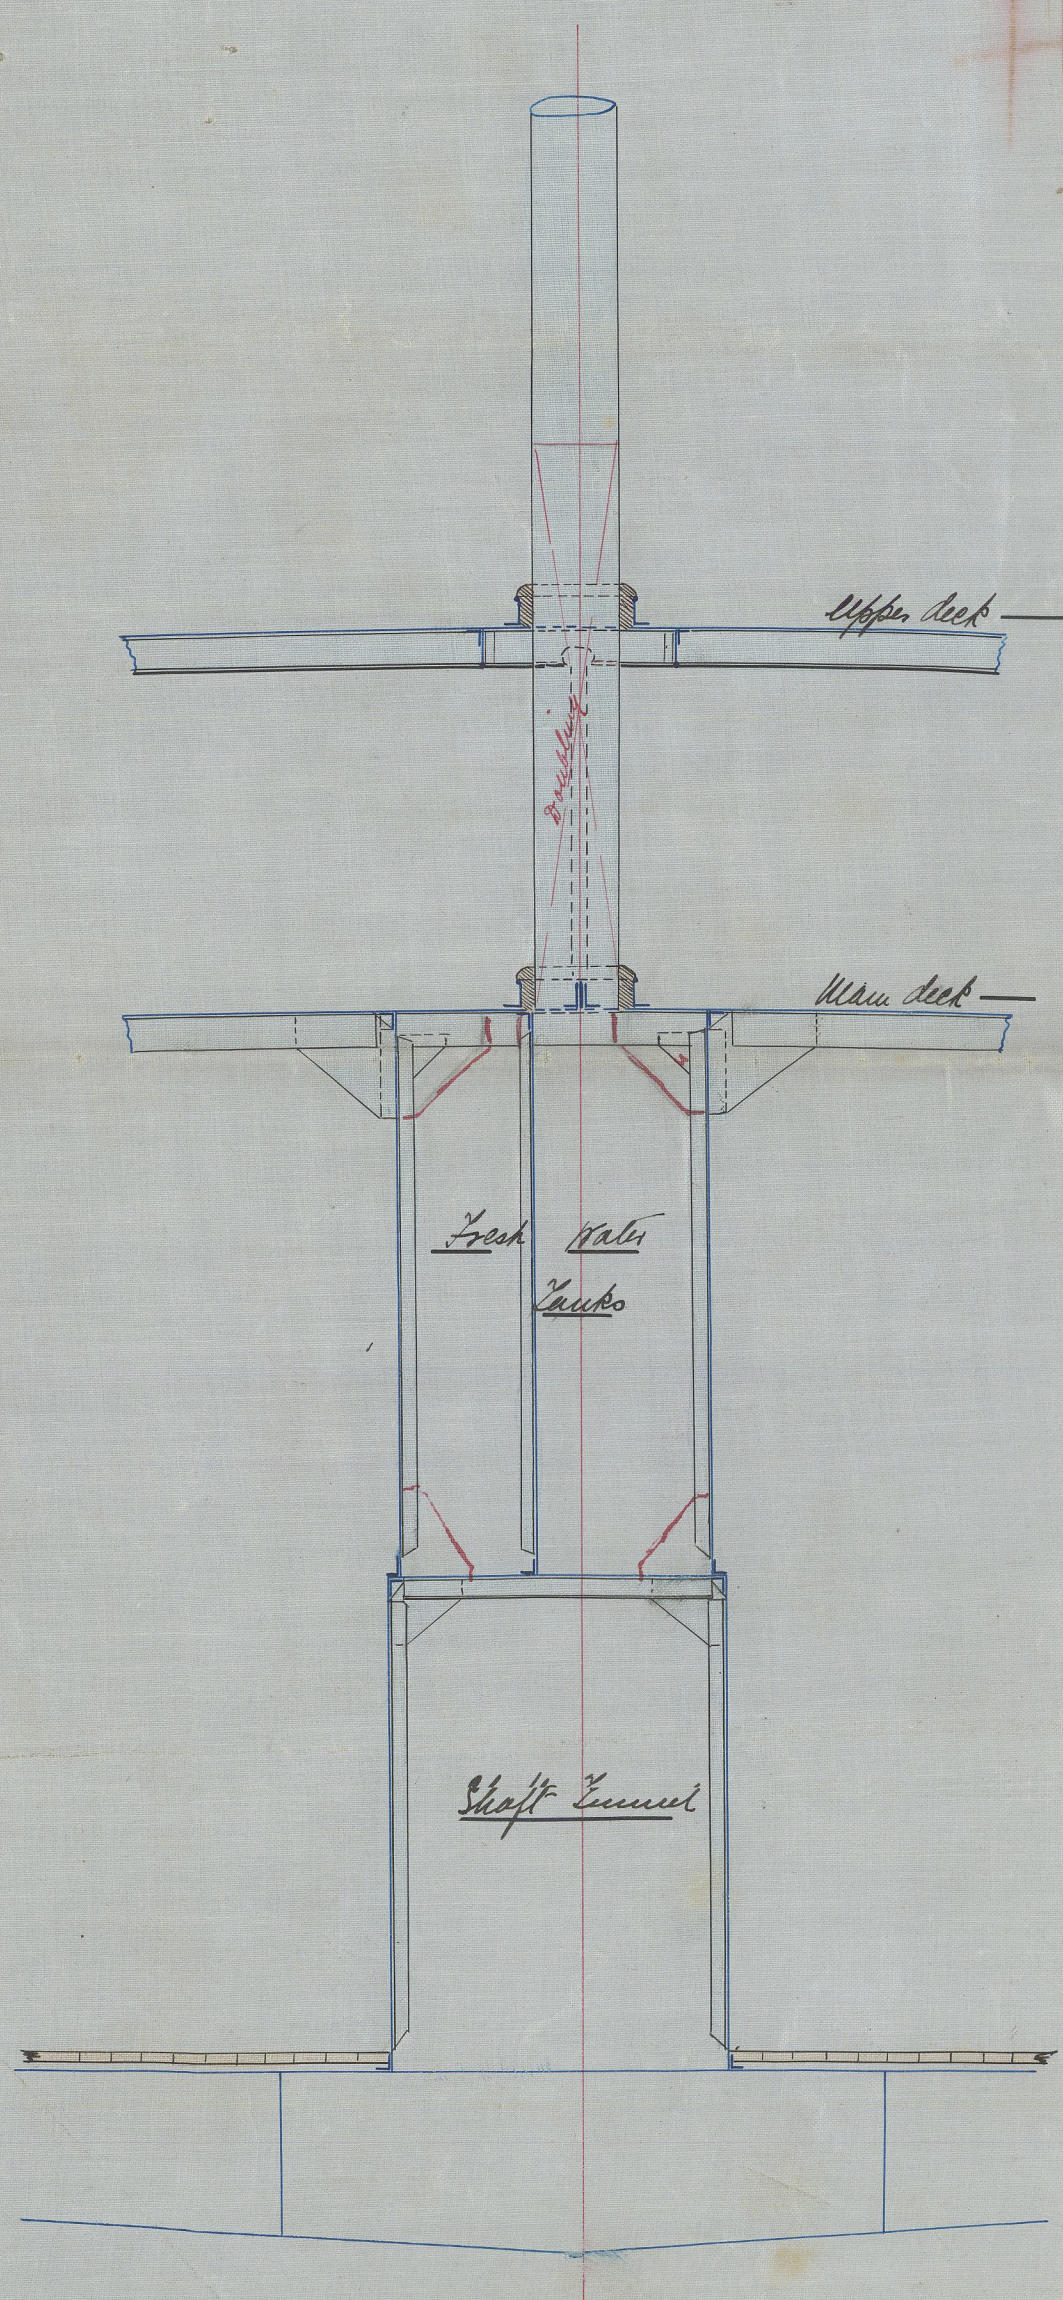 Upper deck
Doubling
Main deck
Fresh Water
Tanks
Shaft Tunnel